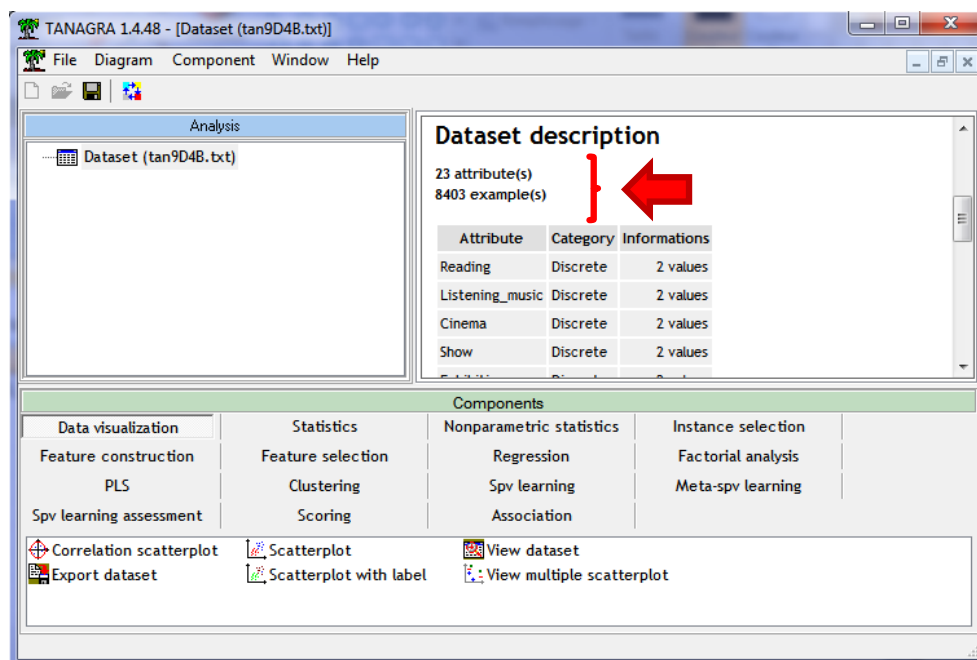 TANAGRA 1.4.48 - [Dataset (tan9D4B.txt)]
File Diagram Component Window Help
Analysis
Dataset (tan9D4B.txt)
Dataset description
23 attribute(s)
8403 example(s)
Attribute Category Informations
Reading Discrete 2 values
Listening_music Discrete 2 values
Cinema Discrete 2 values
Show Discrete 2 values
Components
Data visualization Statistics Nonparametric statistics Instance selection
Feature construction Feature selection Regression Factorial analysis
PLS Clustering Spv learning Meta-spv learning
Spv learning assessment Scoring Association
Correlation scatterplot Scatterplot View dataset
Export dataset Scatterplot with label View multiple scatterplot